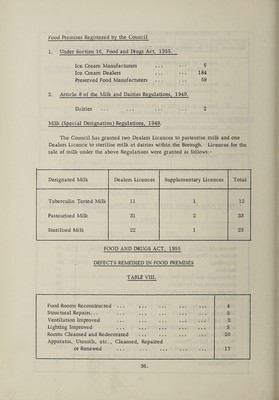 Food Premises Registered by the Council.
1. Under Section 16, Food and Drugs Act, 1955.
Ice Cream Manufacturers ... ... 6
Ice Cream Dealers ... ... 184
Preserved Food Manufacturers ... ... 59
2. Article 8 of the Milk and Dairies Regulations, 1949.
Dairies ... ... ... ... 2
Milk (Special Designation) Regulations, 1949.
The Council has granted two Dealers Licences to pasteurise milk and one
Dealers Licence to sterilise milk at dairies within the Borough. Licences for the
sale of milk under the above Regulations were granted as follows:-
Designated Milk Dealers Licences Supplementary Licences Total
Tuberculin Tested Milk 11 1 12
Pasteurised Milk 31 2 33
Sterilised Milk 22 1 23
FOOD AND DRUGS ACT, 1955
DEFECTS REMEDIED IN FOOD PREMISES
TABLE VIII.
Food Rooms Reconstructed ... ... ... ... ... 4
Structural Repairs... ... ... ... ... ...
Ventilation Improved ... ... ... ... ...
Lighting Improved ... ... ... ... ...
Rooms Cleansed and Redecorated ... ... ... ... 20
Apparatus, Utensils, etc., Cleansed, Repaired
or Renewed ... ... ... ... 17
36.